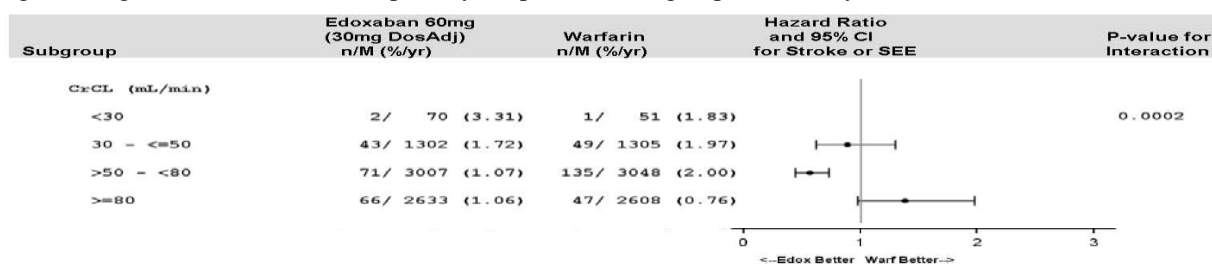 Edoxaban 60mg Hazard Ratio
(30mg DosAdj) Warfarin and 95% CI P-value for
Subgroup n/M (%/yr) n/M (%/yr) for Stroke or SEE Interaction
CrCL (mL/min)
<30 2/ 70 (3.31) 1/ 51 (1.83) 0.0002
30 - <=50 43/ 1302 (1.72) 49/ 1305 (1.97)
>50 - <80 71/ 3007 (1.07) 135/ 3048 (2.00)
>=80 66/ 2633 (1.06) 47/ 2608 (0.76)
0 1 2 3
<--Edox Better Warf Better-->